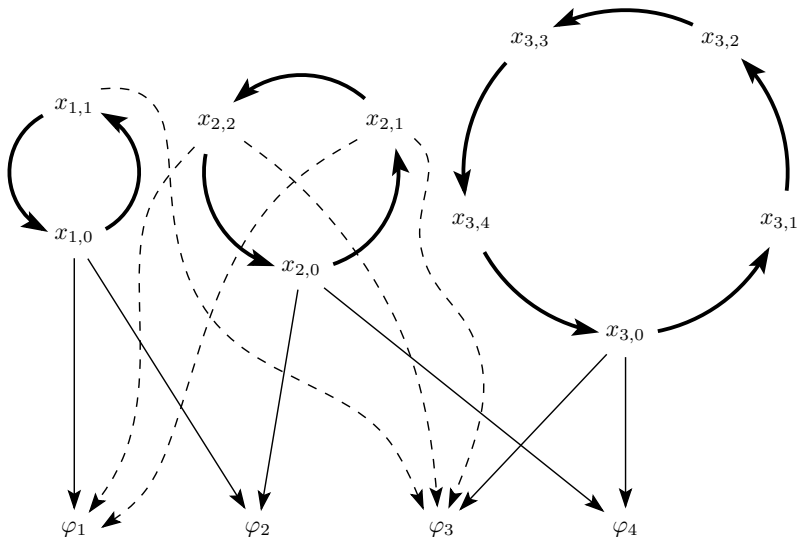 x_{3,3} x_{3,2}
x_{1,1} x_{2,2} x_{2,1}
x_{3,4} x_{3,1}
x_{1,0} x_{2,0}
x_{3,0}
φ_1 φ_2 φ_3 φ_4